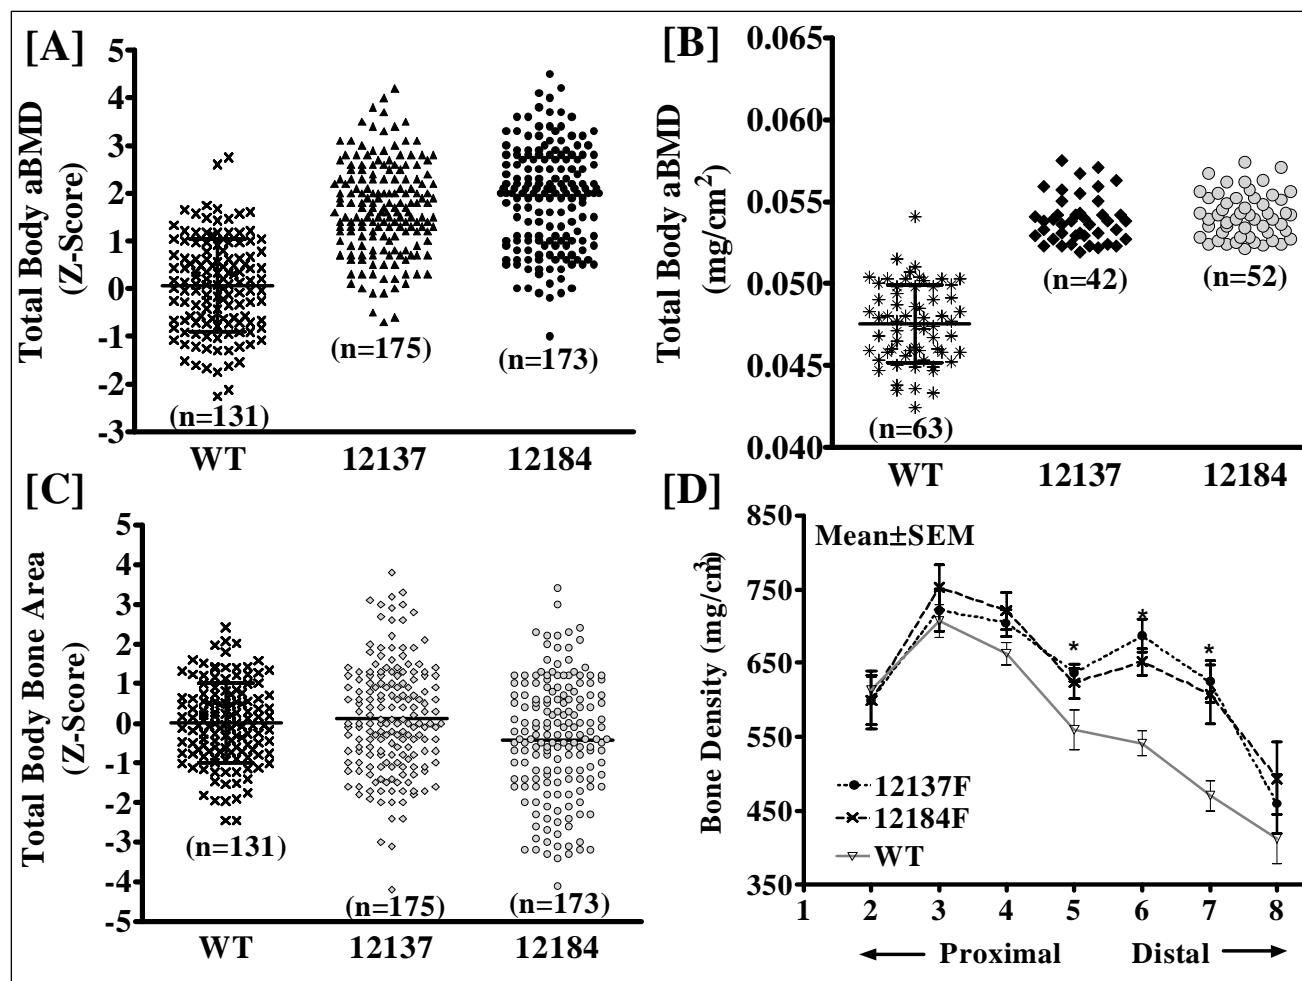 [A]
Total Body aBMD
(Z-Score)
5
4
3
2
1
0
-1
-2
-3
(n=131)
(n=175)
(n=173)
WT
12137
12184
[B]
Total Body aBMD
(mg/cm²)
0.065
0.060
0.055
0.050
0.045
0.040
(n=63)
(n=42)
(n=52)
WT
12137
12184
[C]
Total Body Bone Area
(Z-Score)
5
4
3
2
1
0
-1
-2
-3
-4
-5
(n=131)
(n=175)
(n=173)
WT
12137
12184
[D]
Bone Density (mg/cm³)
850
750
650
550
450
350
Mean±SEM
*
*
*
12137F
12184F
WT
1 2 3 4 5 6 7 8
Proximal Distal